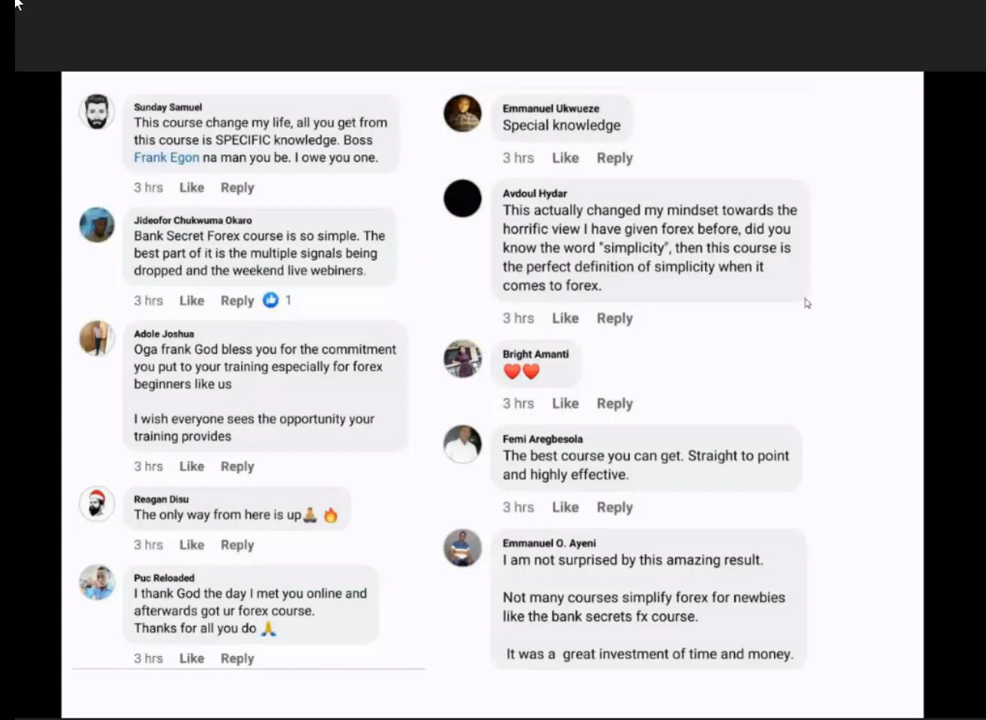 Sunday Samuel
This course change my life, all you get from
this course is SPECIFIC knowledge. Boss
Frank Egon na man you be. I owe you one.
3 hrs Like Reply
Jideofor Chukwuma Okaro
Bank Secret Forex course is so simple. The
best part of it is the multiple signals being
dropped and the weekend live webiners.
3 hrs Like Reply 1
Adole Joshua
Oga frank God bless you for the commitment
you put to your training especially for forex
beginners like us
I wish everyone sees the opportunity your
training provides
3 hrs Like Reply
Reagan Disu
The only way from here is up🙏🔥
3 hrs Like Reply
Puc Reloaded
I thank God the day I met you online and
afterwards got ur forex course.
Thanks for all you do 🙏
3 hrs Like Reply
Emmanuel Ukwueze
Special knowledge
3 hrs Like Reply
Avdoul Hydar
This actually changed my mindset towards the
horrific view I have given forex before, did you
know the word "simplicity", then this course is
the perfect definition of simplicity when it
comes to forex.
3 hrs Like Reply
Bright Amanti
❤️❤️
3 hrs Like Reply
Femi Aregbesola
The best course you can get. Straight to point
and highly effective.
3 hrs Like Reply
Emmanuel O. Ayeni
I am not surprised by this amazing result.
Not many courses simplify forex for newbies
like the bank secrets fx course.
It was a great investment of time and money.